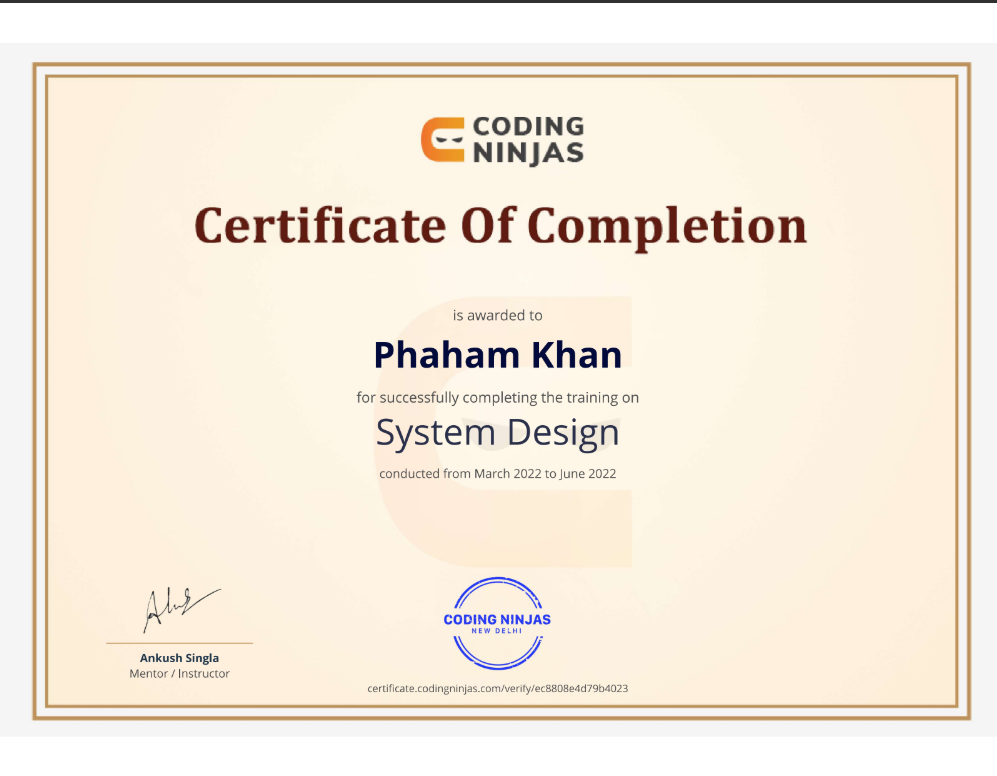 CODING
NINJAS
Certificate Of Completion
is awarded to
Phaham Khan
for successfully completing the training on
System Design
conducted from March 2022 to June 2022
CODING NINJAS
NEW DELHI
Ankush Singla
Mentor / Instructor
certificate.codingninjas.com/verify/ec8808e4d79b4023